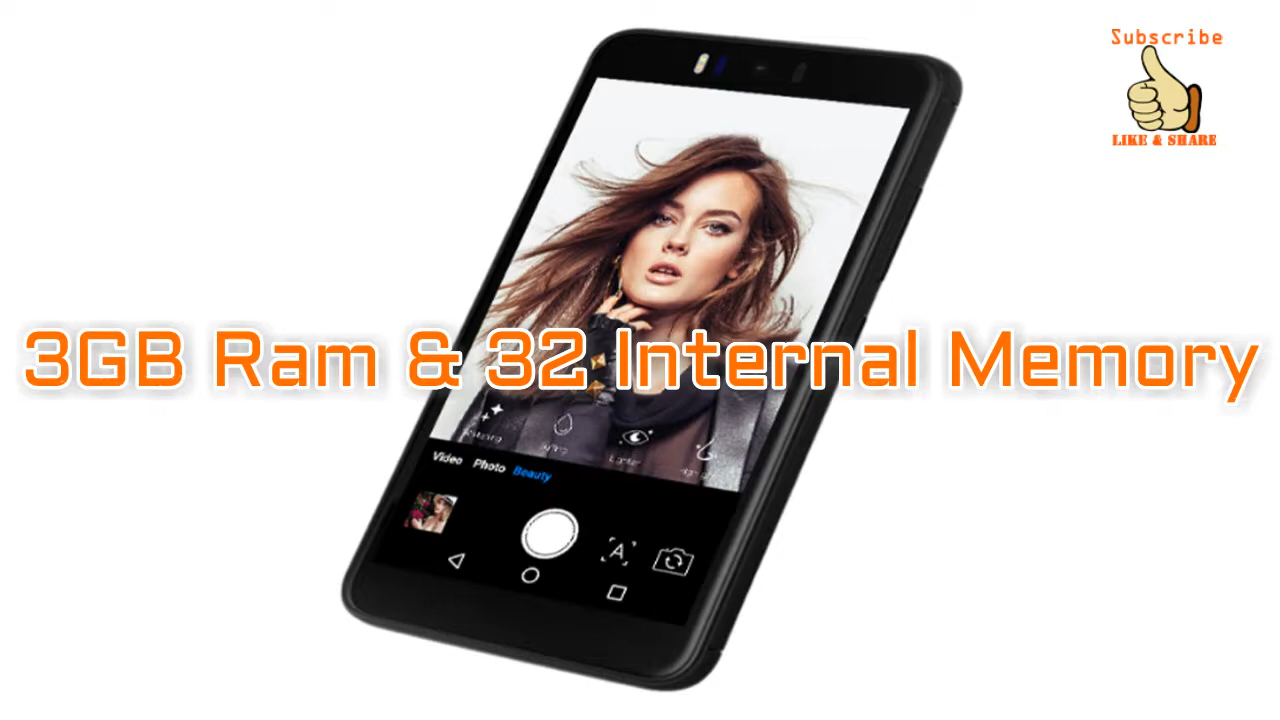 Subscribe
LIKE & SHARE
3GB Ram & 32 Internal Memory
Video Photo Beauty
A